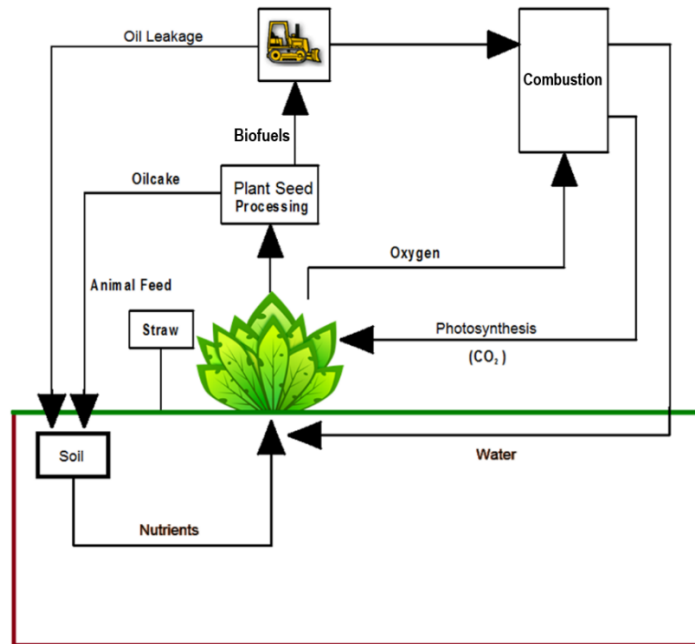 Oil Leakage
Combustion
Biofuels
Oilcake
Plant Seed
Processing
Oxygen
Animal Feed
Straw
Photosynthesis
(CO₂)
Soil
Water
Nutrients